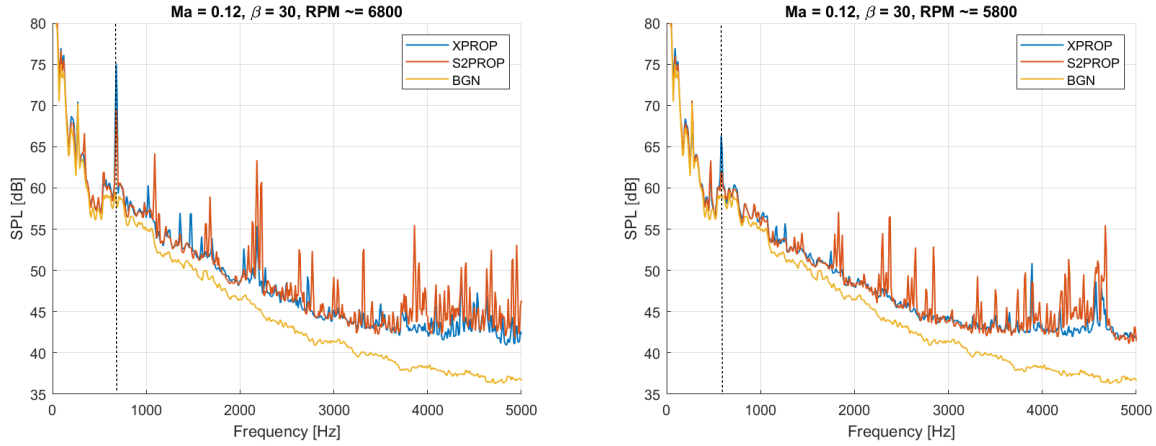 Ma = 0.12, β = 30, RPM ~= 6800
80
75
70
65
60
55
50
45
40
35
SPL [dB]
XPROP
S2PROP
BGN
0
1000
2000
3000
4000
5000
Frequency [Hz]
Ma = 0.12, β = 30, RPM ~= 5800
80
75
70
65
60
55
50
45
40
35
SPL [dB]
XPROP
S2PROP
BGN
0
1000
2000
3000
4000
5000
Frequency [Hz]